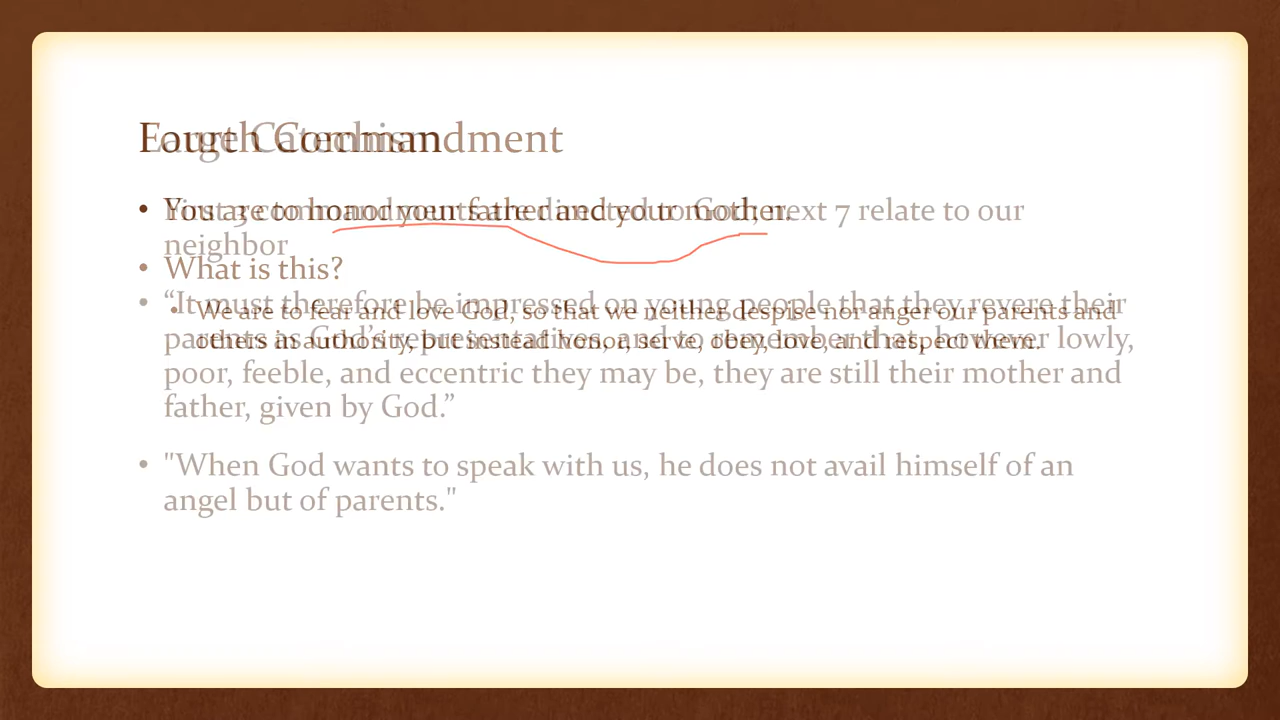 Fourth Commandment
Large Catechism
• You are to honor your father and your mother.
First 3 commandments are directed to God; next 7 relate to our
neighbor
• What is this?
• We are to fear and love God, so that we neither despise nor anger our parents and
others in authority, but instead honor, serve, obey, love, and respect them.
• “It must therefore be impressed on young people that they revere their
parents as God’s representatives, and to remember that, however lowly,
poor, feeble, and eccentric they may be, they are still their mother and
father, given by God.”
• "When God wants to speak with us, he does not avail himself of an
angel but of parents."